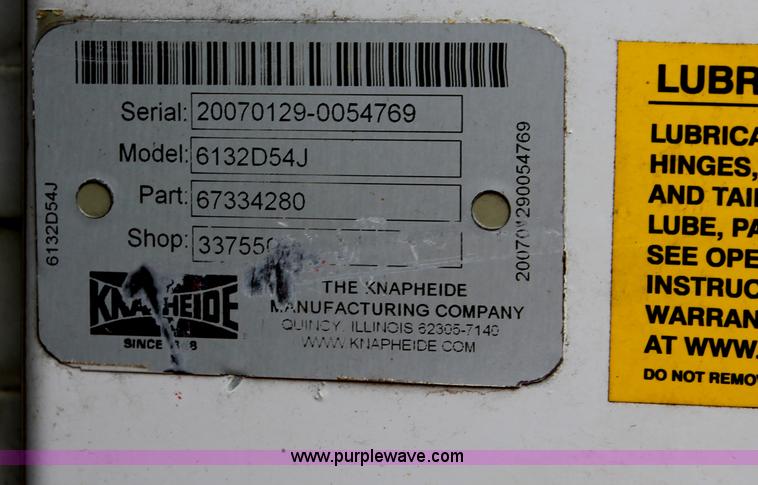 Serial: 20070129-0054769
Model: 6132D54J
Part: 67334280
Shop:
6132D54J
200701290054769
KNAPHEIDE
SINCE
THE KNAPHEIDE
MANUFACTURING COMPANY
QUINCY, ILLINOIS 62305-7140
WWW.KNAPHEIDE.COM
LUBR
LUBRICA
HINGES,
AND TAI
LUBE, PA
SEE OPE
INSTRUC
WARRAN
AT WWW.
DO NOT REMO
www.purplewave.com